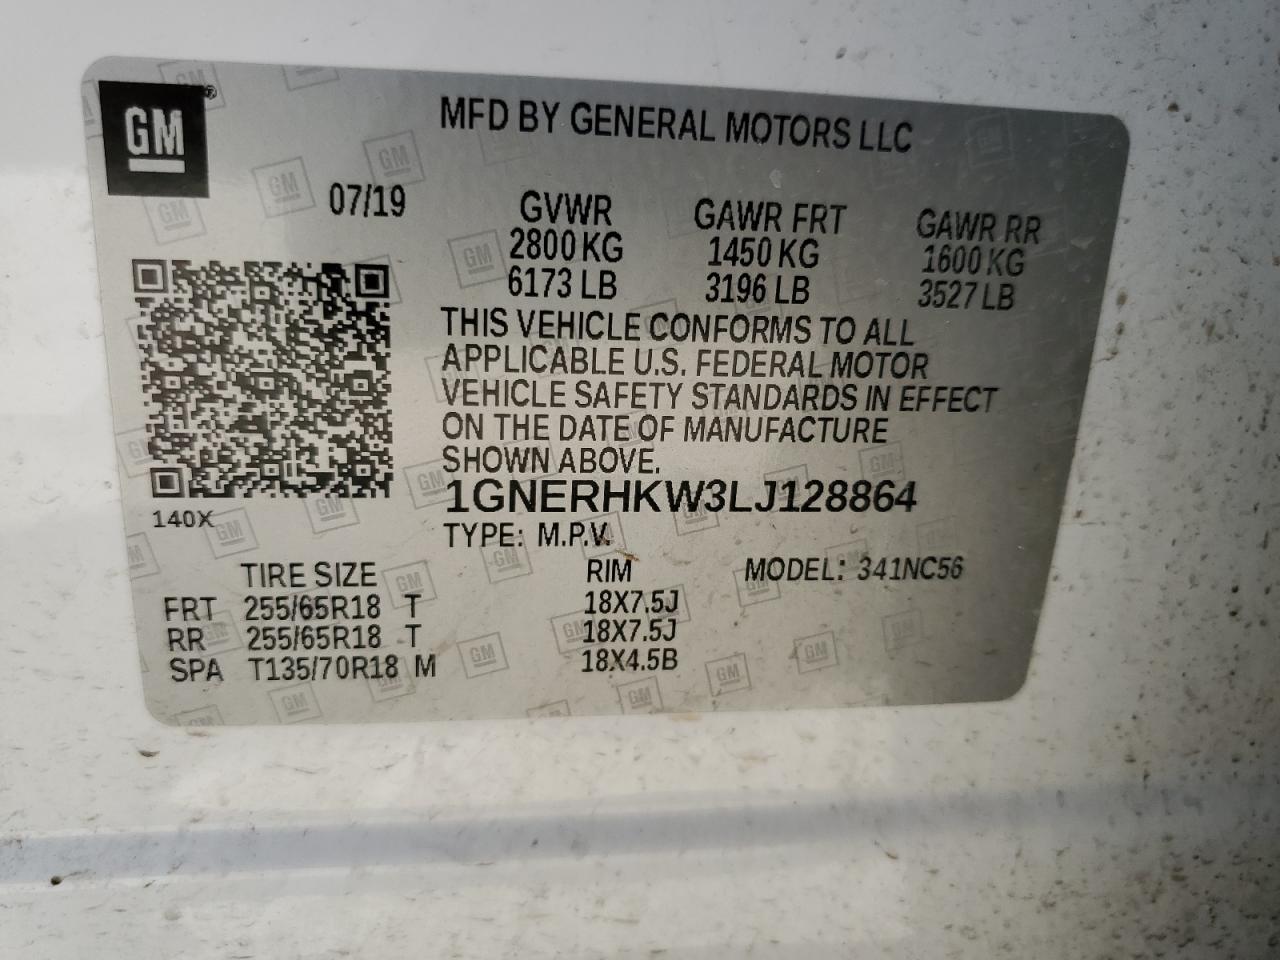 GM ®
MFD BY GENERAL MOTORS LLC
07/19
GVWR GAWR FRT GAWR RR
2800 KG 1450 KG 1600 KG
6173 LB 3196 LB 3527 LB
THIS VEHICLE CONFORMS TO ALL
APPLICABLE U.S. FEDERAL MOTOR
VEHICLE SAFETY STANDARDS IN EFFECT
ON THE DATE OF MANUFACTURE
SHOWN ABOVE.
1GNERHKW3LJ128864
140X
TYPE: M.P.V.
TIRE SIZE RIM MODEL: 341NC56
FRT 255/65R18 T 18X7.5J
RR 255/65R18 T 18X7.5J
SPA T135/70R18 M 18X4.5B